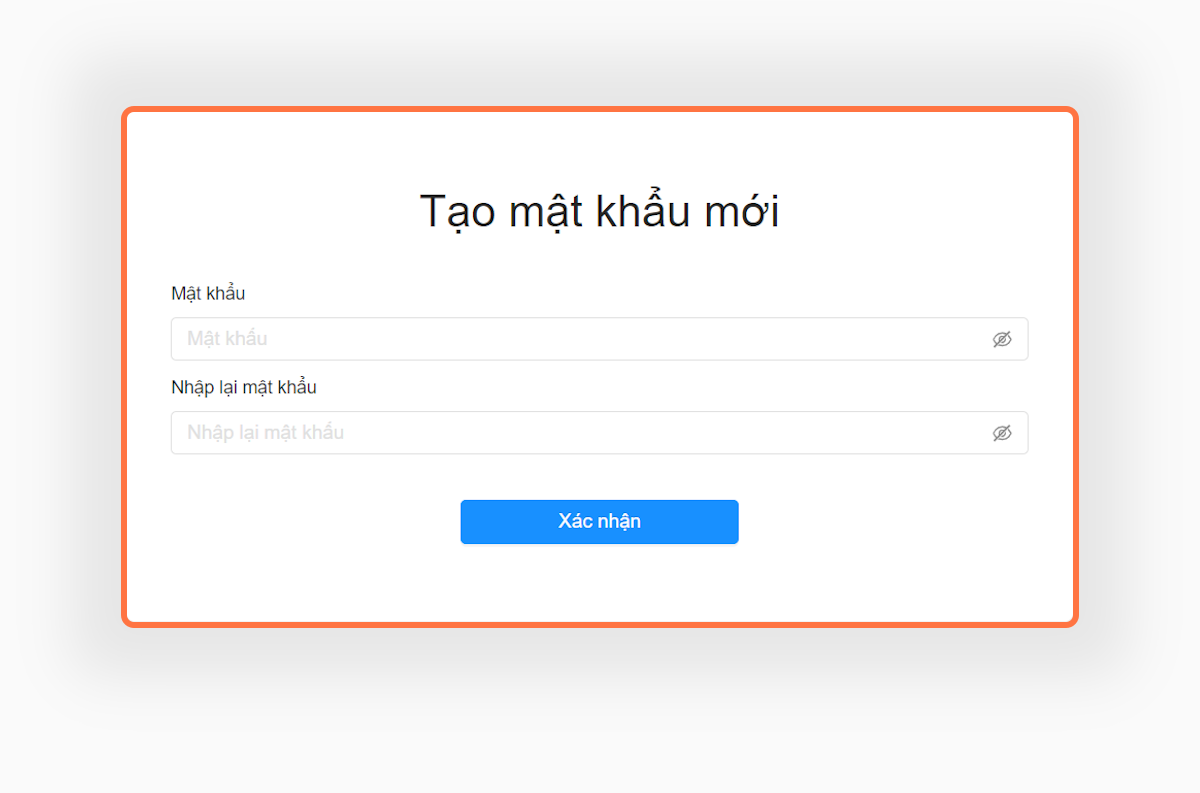 Tạo mật khẩu mới
Mật khẩu
Mật khẩu
Nhập lại mật khẩu
Nhập lại mật khẩu
Xác nhận